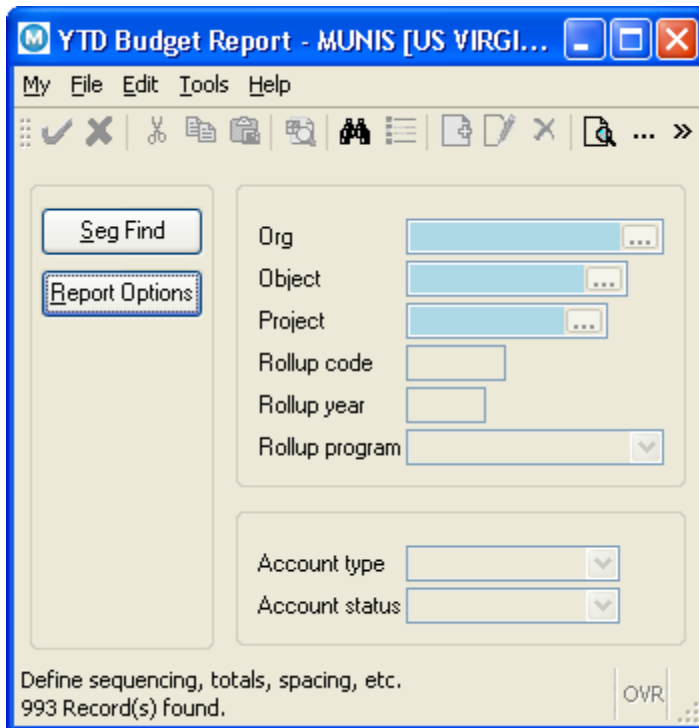 YTD Budget Report - MUNIS [US VIRGI...
My File Edit Tools Help
... »
Seg Find
Report Options
Org ...
Object ...
Project ...
Rollup code
Rollup year
Rollup program
Account type
Account status
Define sequencing, totals, spacing, etc.
993 Record(s) found.
OVR